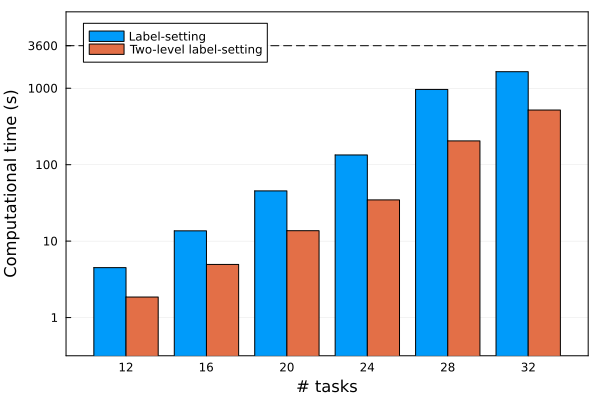 Label-setting
Two-level label-setting
Computational time (s)
3600
1000
100
10
1
12 16 20 24 28 32
# tasks